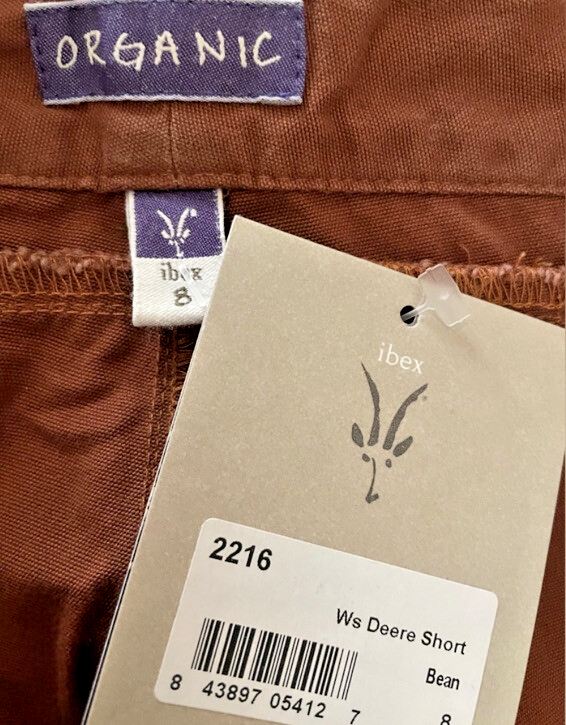 ORGANIC
ibex
8
ibex
2216
Ws Deere Short
Bean
8 43897 05412 7
8